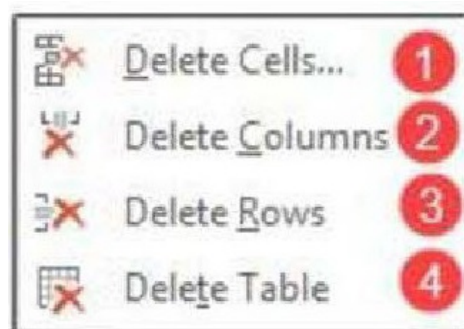 Delete Cells... 1
Delete Columns 2
Delete Rows 3
Delete Table 4